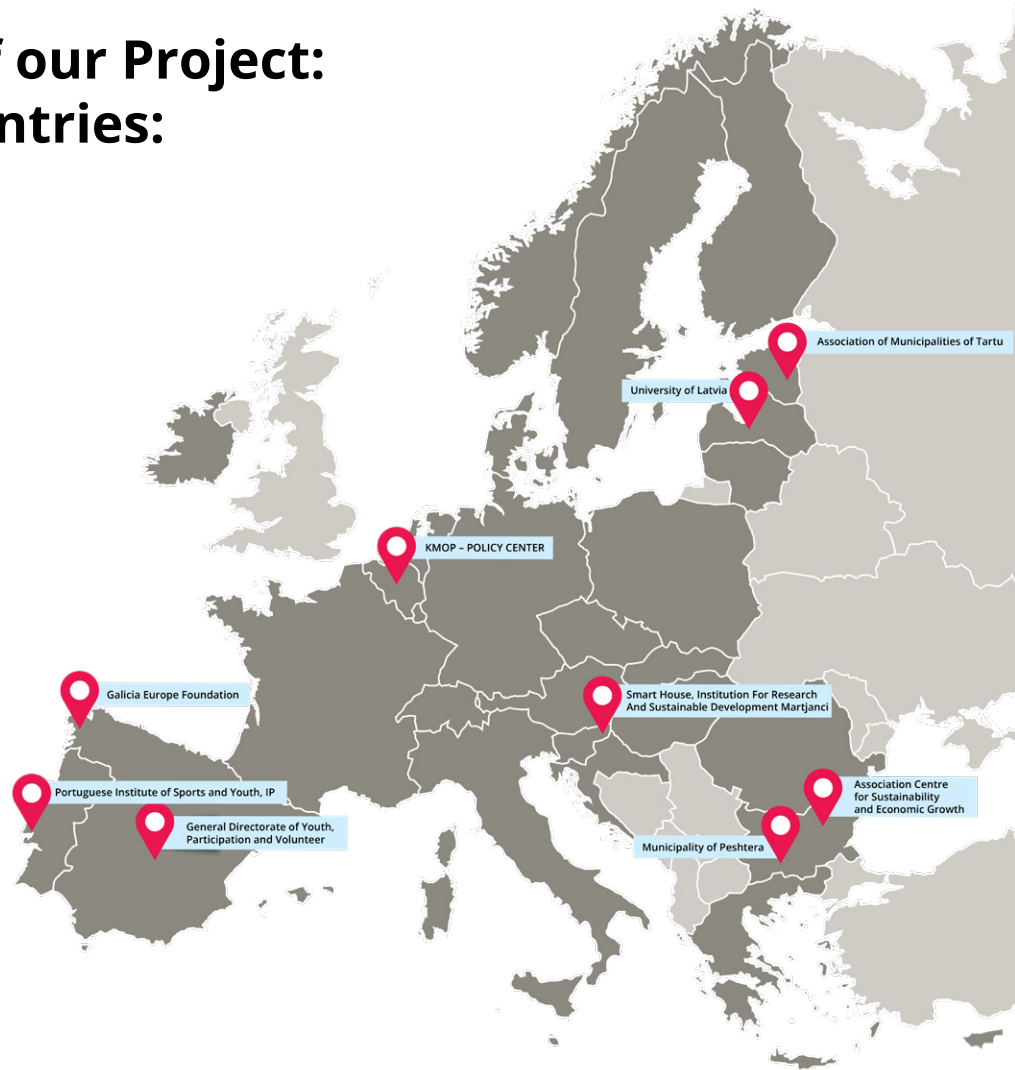 our Project:
ntries:
Association of Municipalities of Tartu
University of Latvia
KMOP – POLICY CENTER
Galicia Europe Foundation
Smart House, Institution For Research
And Sustainable Development Martjanci
Portuguese Institute of Sports and Youth, IP
General Directorate of Youth,
Participation and Volunteer
Association Centre
for Sustainability
and Economic Growth
Municipality of Peshtera